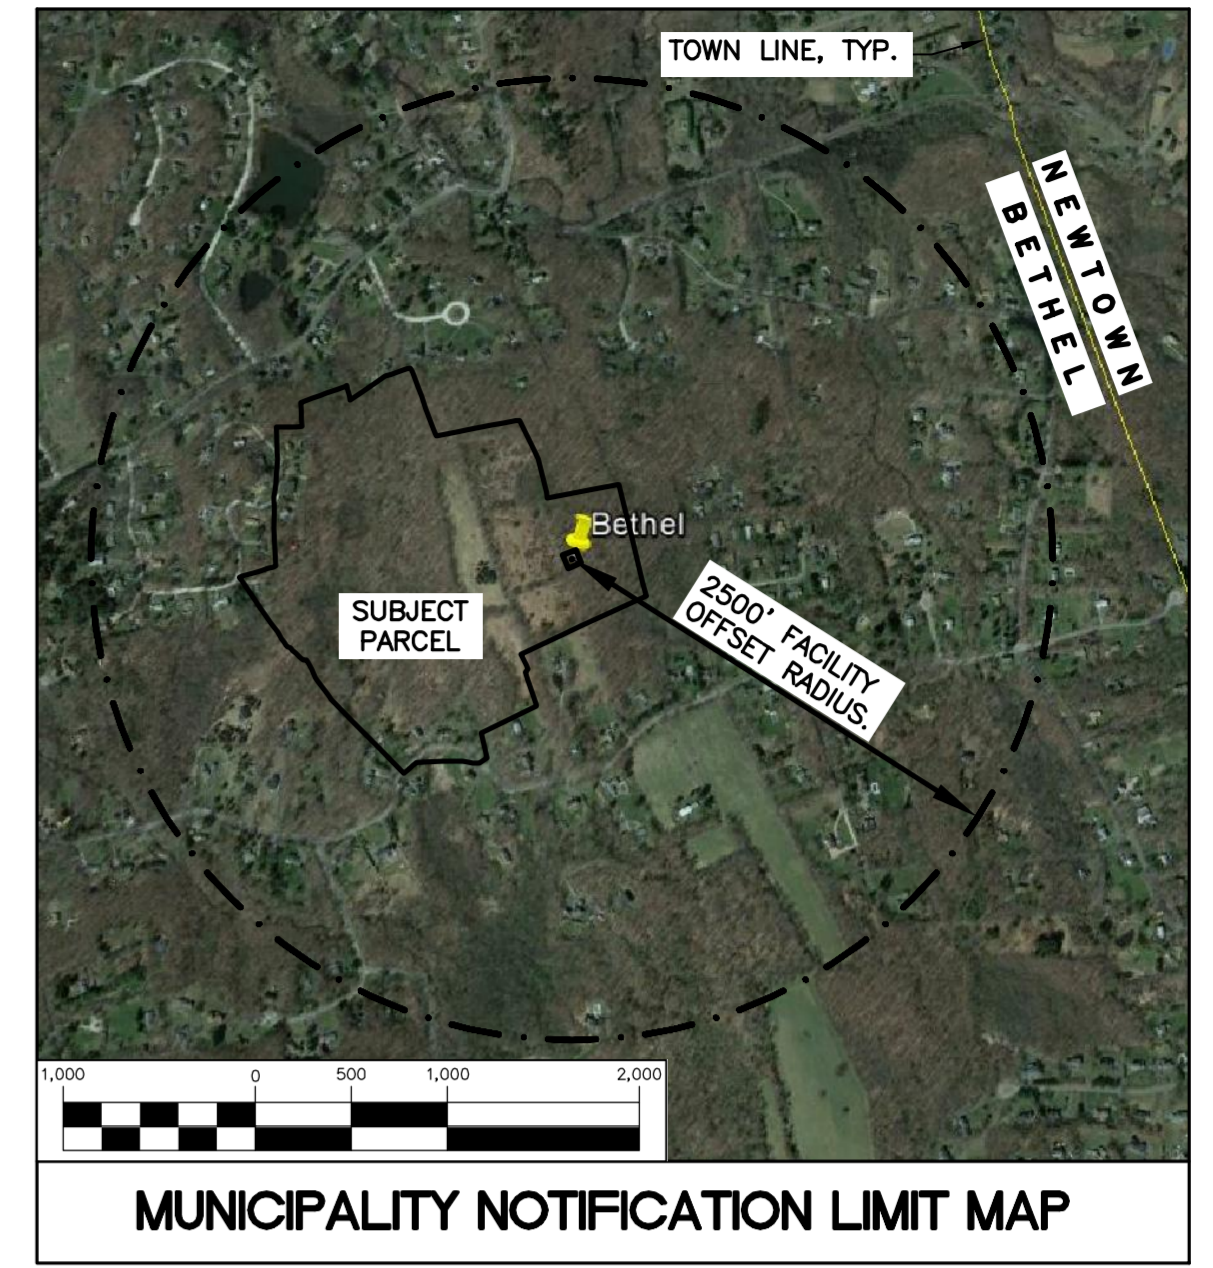 TOWN LINE, TYP.
NEWTOWN
BETHEL
Bethel
SUBJECT
PARCEL
2500' FACILITY
OFFSET RADIUS.
1,000 0 500 1,000 2,000
MUNICIPALITY NOTIFICATION LIMIT MAP